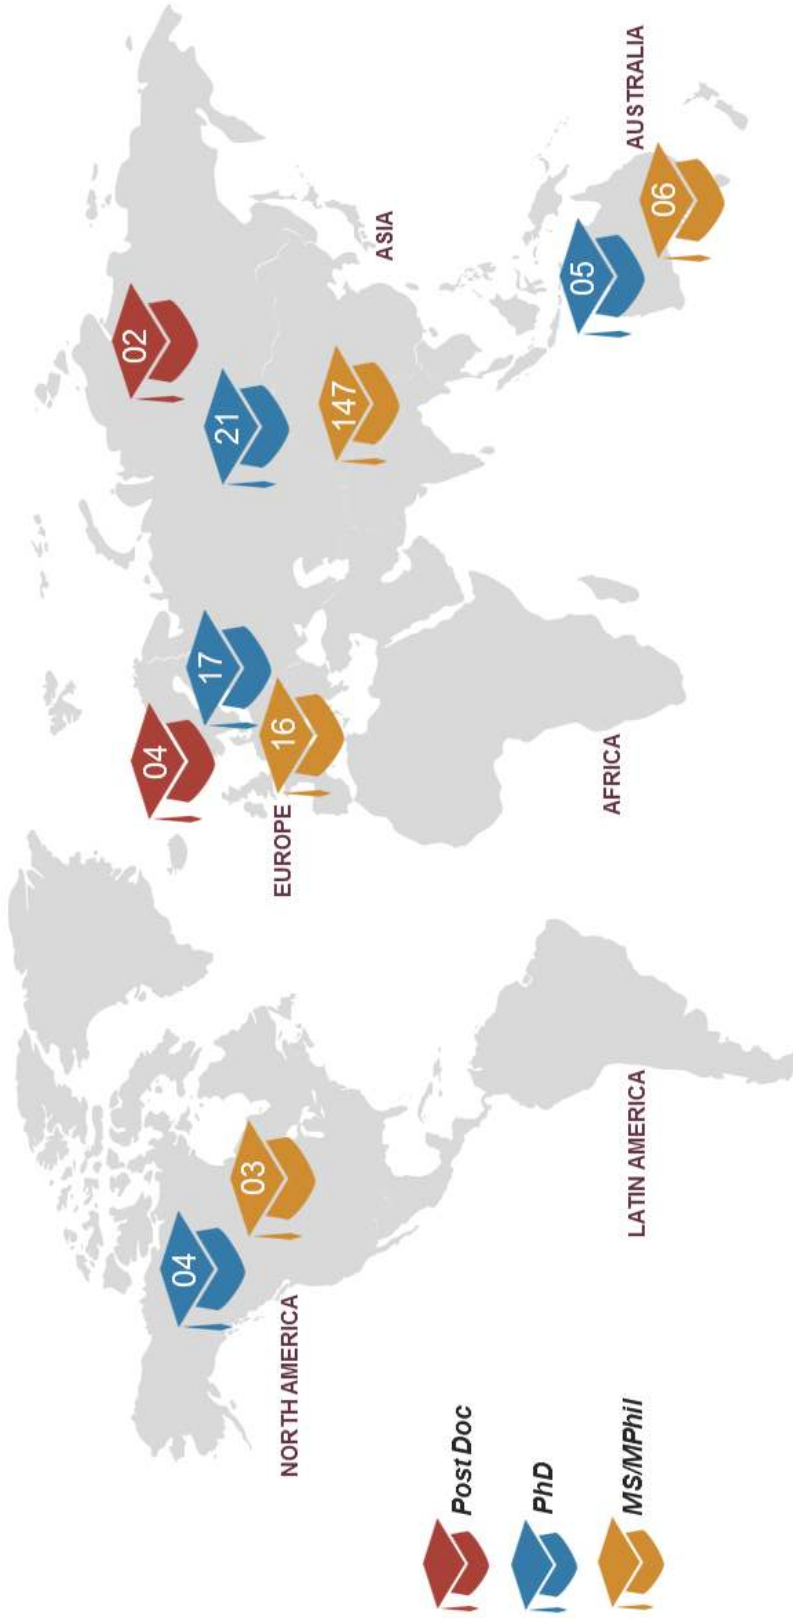 02
04
21
17
04
147
16
03
EUROPE
ASIA
NORTH AMERICA
05
06
AUSTRALIA
AFRICA
LATIN AMERICA
Post Doc
PhD
MS/MPhil